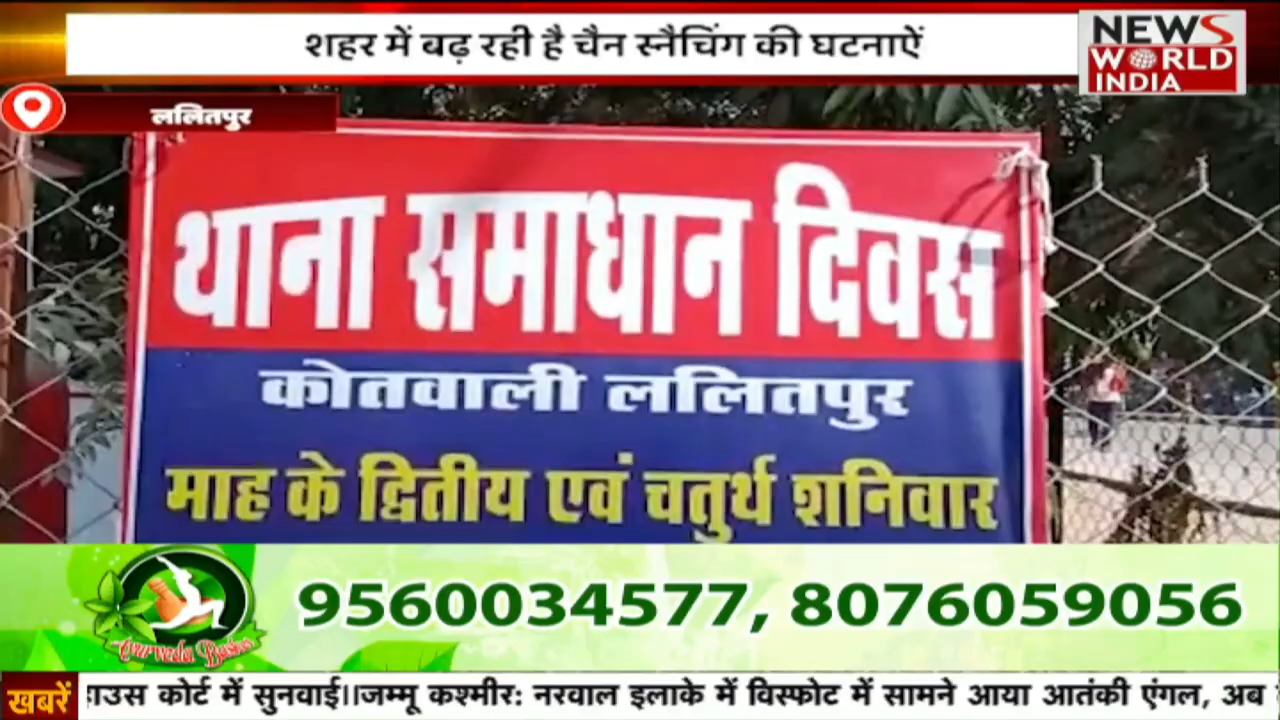 शहर में बढ़ रही है चैन स्नैचिंग की घटनाऐं
NEWS
WORLD
INDIA
ललितपुर
थाना समाधान दिवस
कोतवाली ललितपुर
माह के द्वितीय एवं चतुर्थ शनिवार
9560034577, 8076059056
Ayurveda
खबरें
कोर्ट में सुनवाई।।जम्मू कश्मीर: नरवाल इलाके में विस्फोट में सामने आया आतंकी एंगल, अब